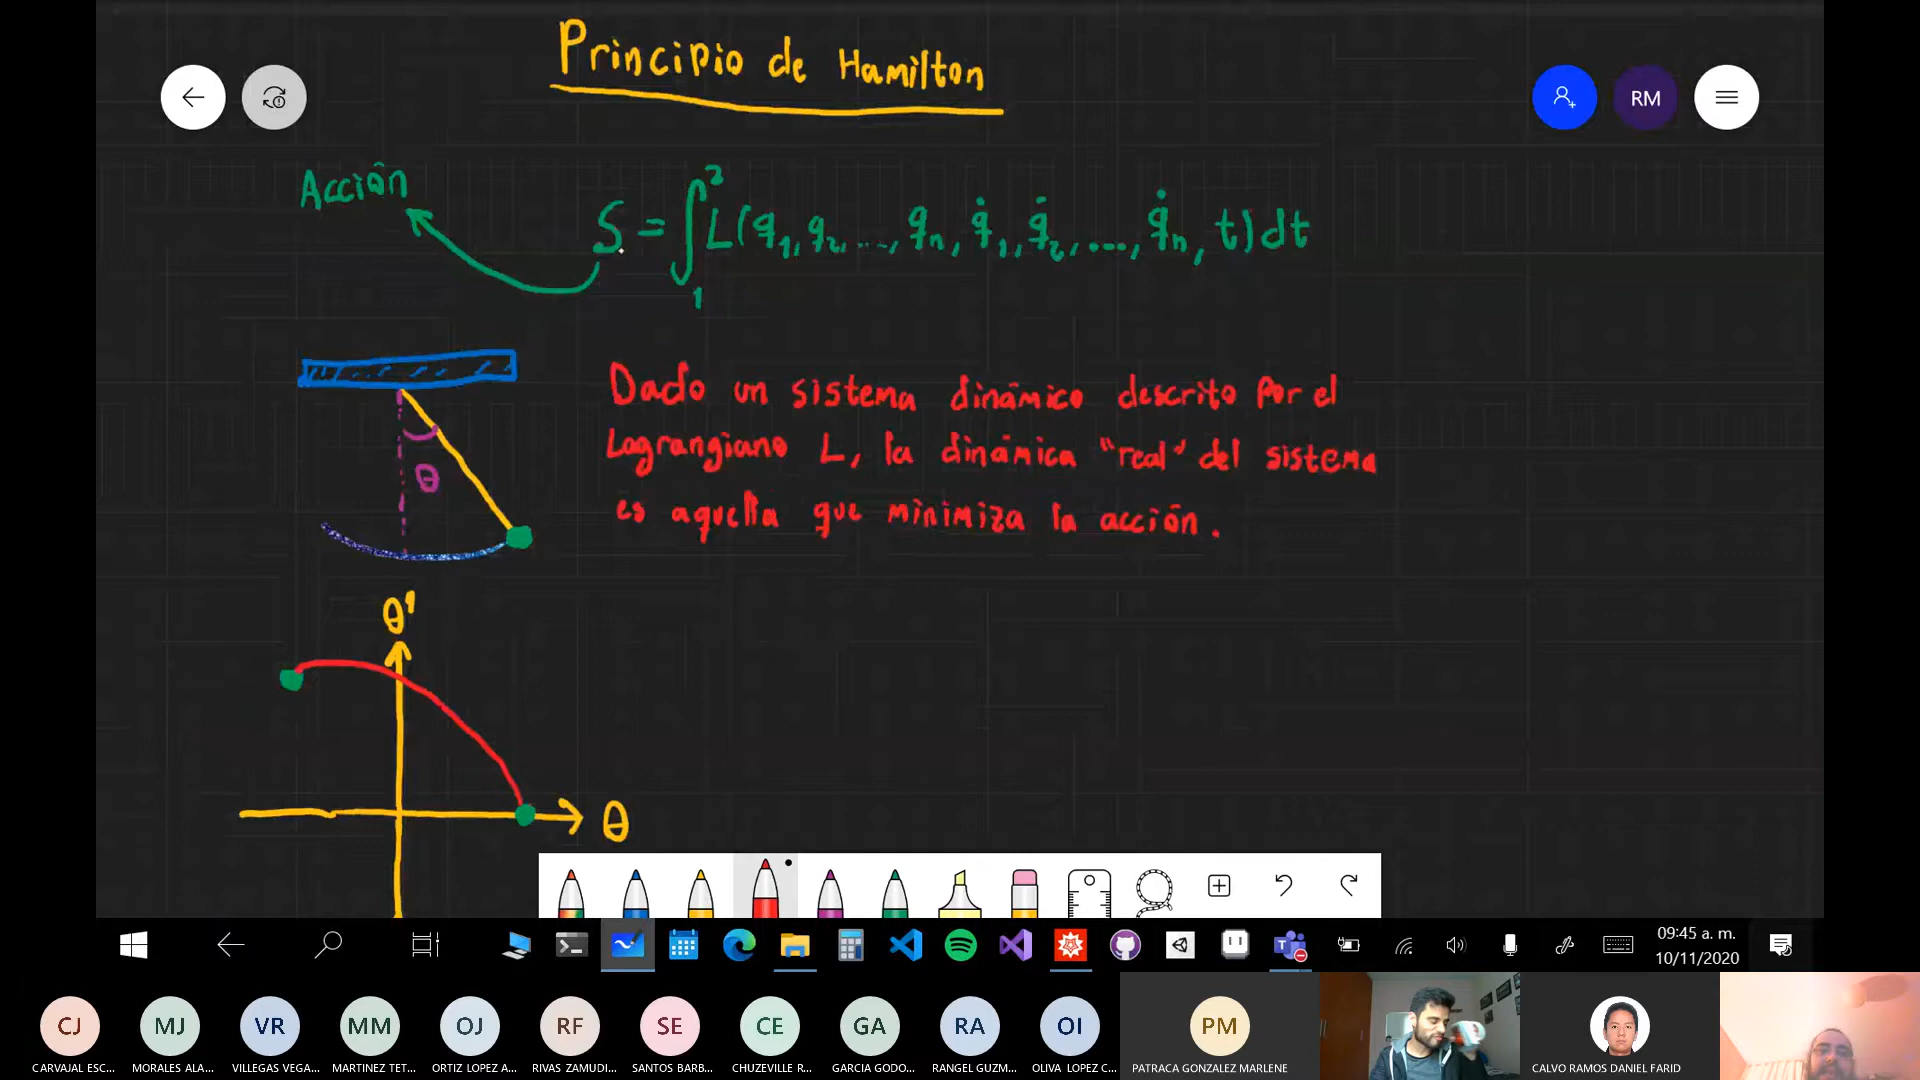 Principio de Hamilton
RM
Acción
S = ∫₁² L(q₁, q₂, ..., qₙ, q̇₁, q̇₂, ..., q̇ₙ, t) dt
Dado un sistema dinámico descrito por el
Lagrangiano L, la dinámica "real" del sistema
es aquella que minimiza la acción.
θ
θ'
θ
09:45 a. m.
10/11/2020
CJ
MJ
VR
MM
OJ
RF
SE
CE
GA
RA
OI
PM
CARVAJAL ESC...
MORALES ALA...
VILLEGAS VEGA...
MARTINEZ TET...
ORTIZ LOPEZ A...
RIVAS ZAMUDI...
SANTOS BARB...
CHUZEVILLE R...
GARCIA GODO...
RANGEL GUZM...
OLIVA LOPEZ C...
PATRACA GONZALEZ MARLENE
CALVO RAMOS DANIEL FARID